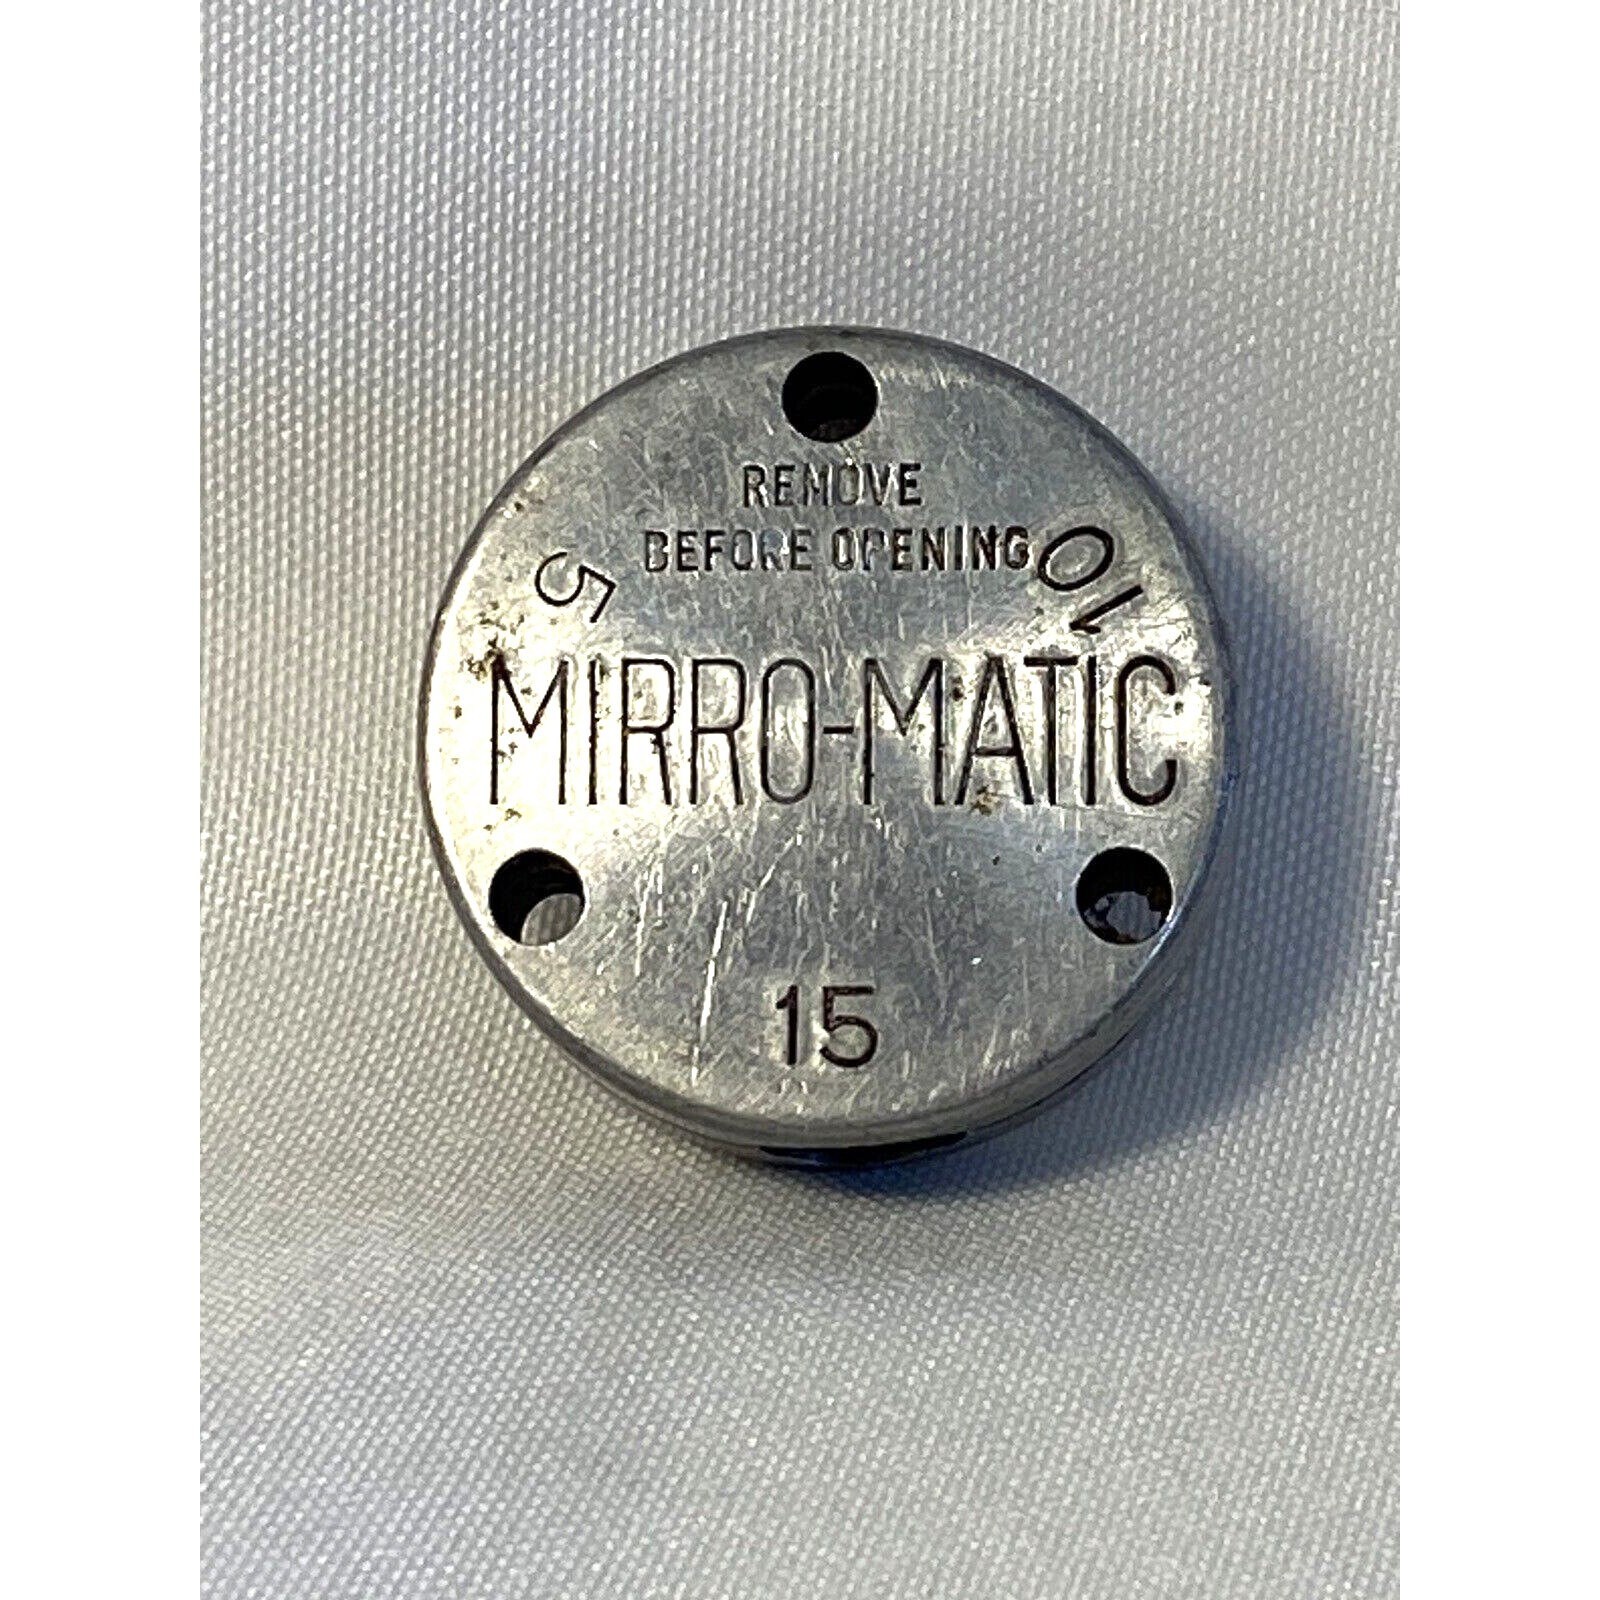 REMOVE
BEFORE OPENING
5
10
MIRRO-MATIC
15